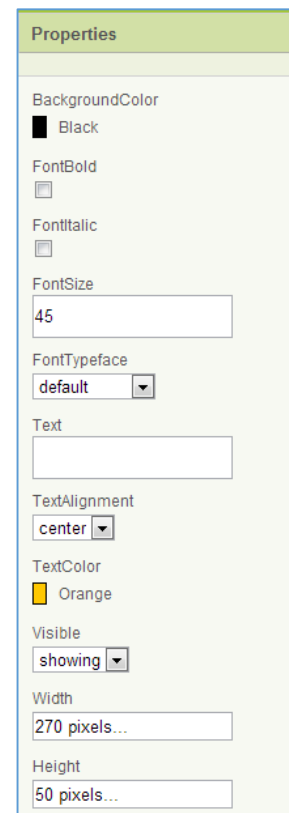 Properties
BackgroundColor
Black
FontBold
FontItalic
FontSize
45
FontTypeface
default
Text
TextAlignment
center
TextColor
Orange
Visible
showing
Width
270 pixels...
Height
50 pixels...